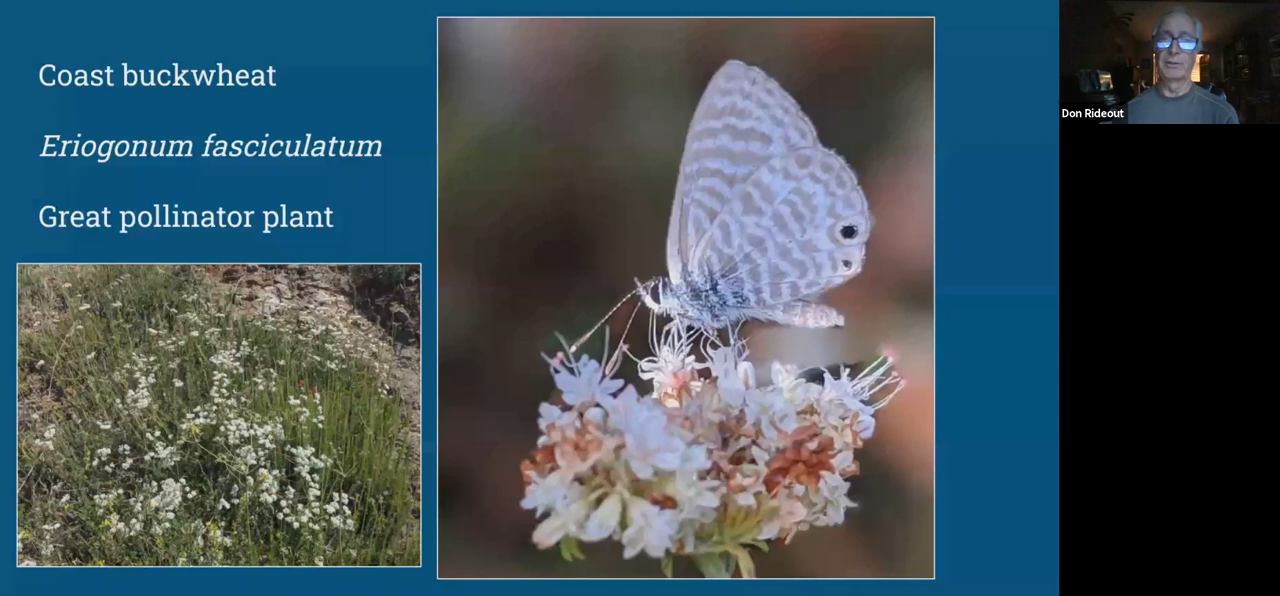 Coast buckwheat
Eriogonum fasciculatum
Great pollinator plant
Don Rideout